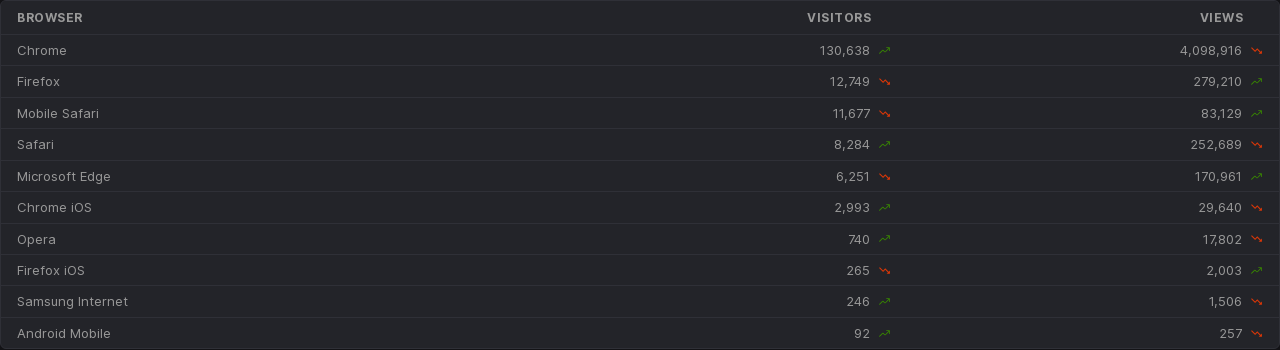 BROWSER VISITORS VIEWS
Chrome 130,638 4,098,916
Firefox 12,749 279,210
Mobile Safari 11,677 83,129
Safari 8,284 252,689
Microsoft Edge 6,251 170,961
Chrome iOS 2,993 29,640
Opera 740 17,802
Firefox iOS 265 2,003
Samsung Internet 246 1,506
Android Mobile 92 257